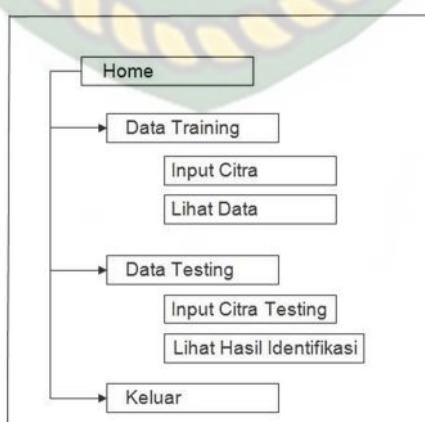 Home
Data Training
Input Citra
Lihat Data
Data Testing
Input Citra Testing
Lihat Hasil Identifikasi
Keluar